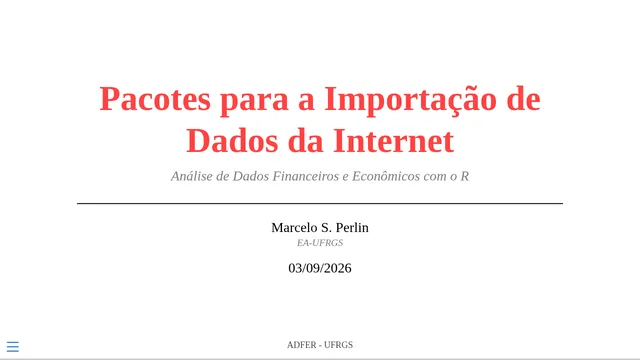 Pacotes para a Importação de
Dados da Internet
Análise de Dados Financeiros e Econômicos com o R
Marcelo S. Perlin
EA-UFRGS
03/09/2026
ADFER - UFRGS